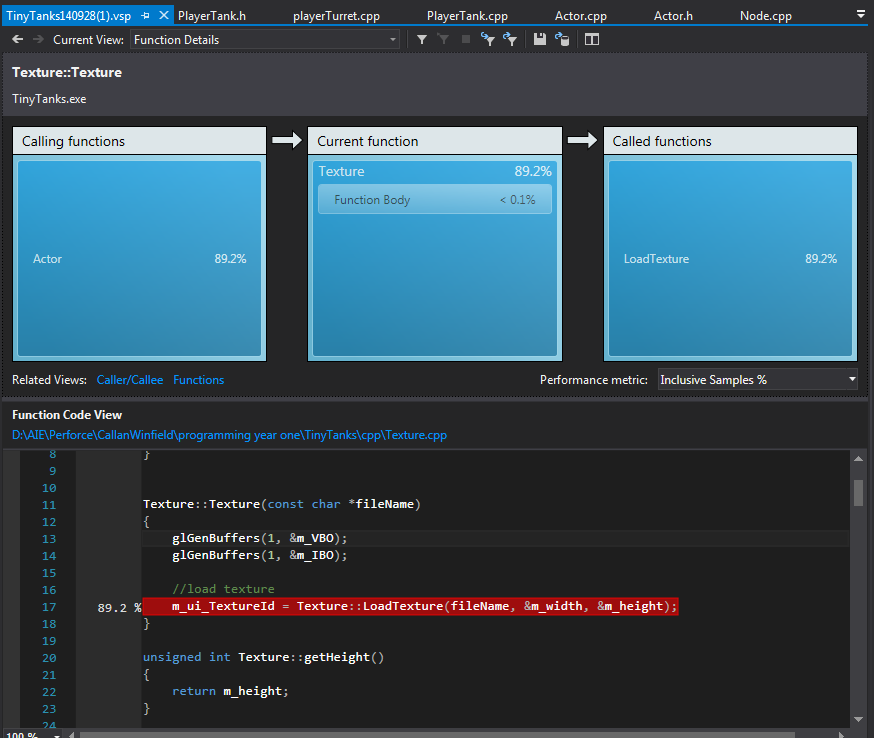 TinyTanks140928(1).vsp PlayerTank.h playerTurret.cpp PlayerTank.cpp Actor.cpp Actor.h Node.cpp
Current View: Function Details
Texture::Texture
TinyTanks.exe
Calling functions
Current function
Called functions
Texture 89.2%
Function Body < 0.1%
Actor 89.2%
LoadTexture 89.2%
Related Views: Caller/Callee Functions Performance metric: Inclusive Samples %
Function Code View
D:\AIE\Perforce\CallanWinfield\programming year one\TinyTanks\cpp\Texture.cpp
8 }
9
10
11 Texture::Texture(const char *fileName)
12 {
13 glGenBuffers(1, &m_VBO);
14 glGenBuffers(1, &m_IBO);
15
16 //load texture
17 89.2 % m_ui_TextureId = Texture::LoadTexture(fileName, &m_width, &m_height);
18 }
19
20 unsigned int Texture::getHeight()
21 {
22 return m_height;
23 }
24
100 %